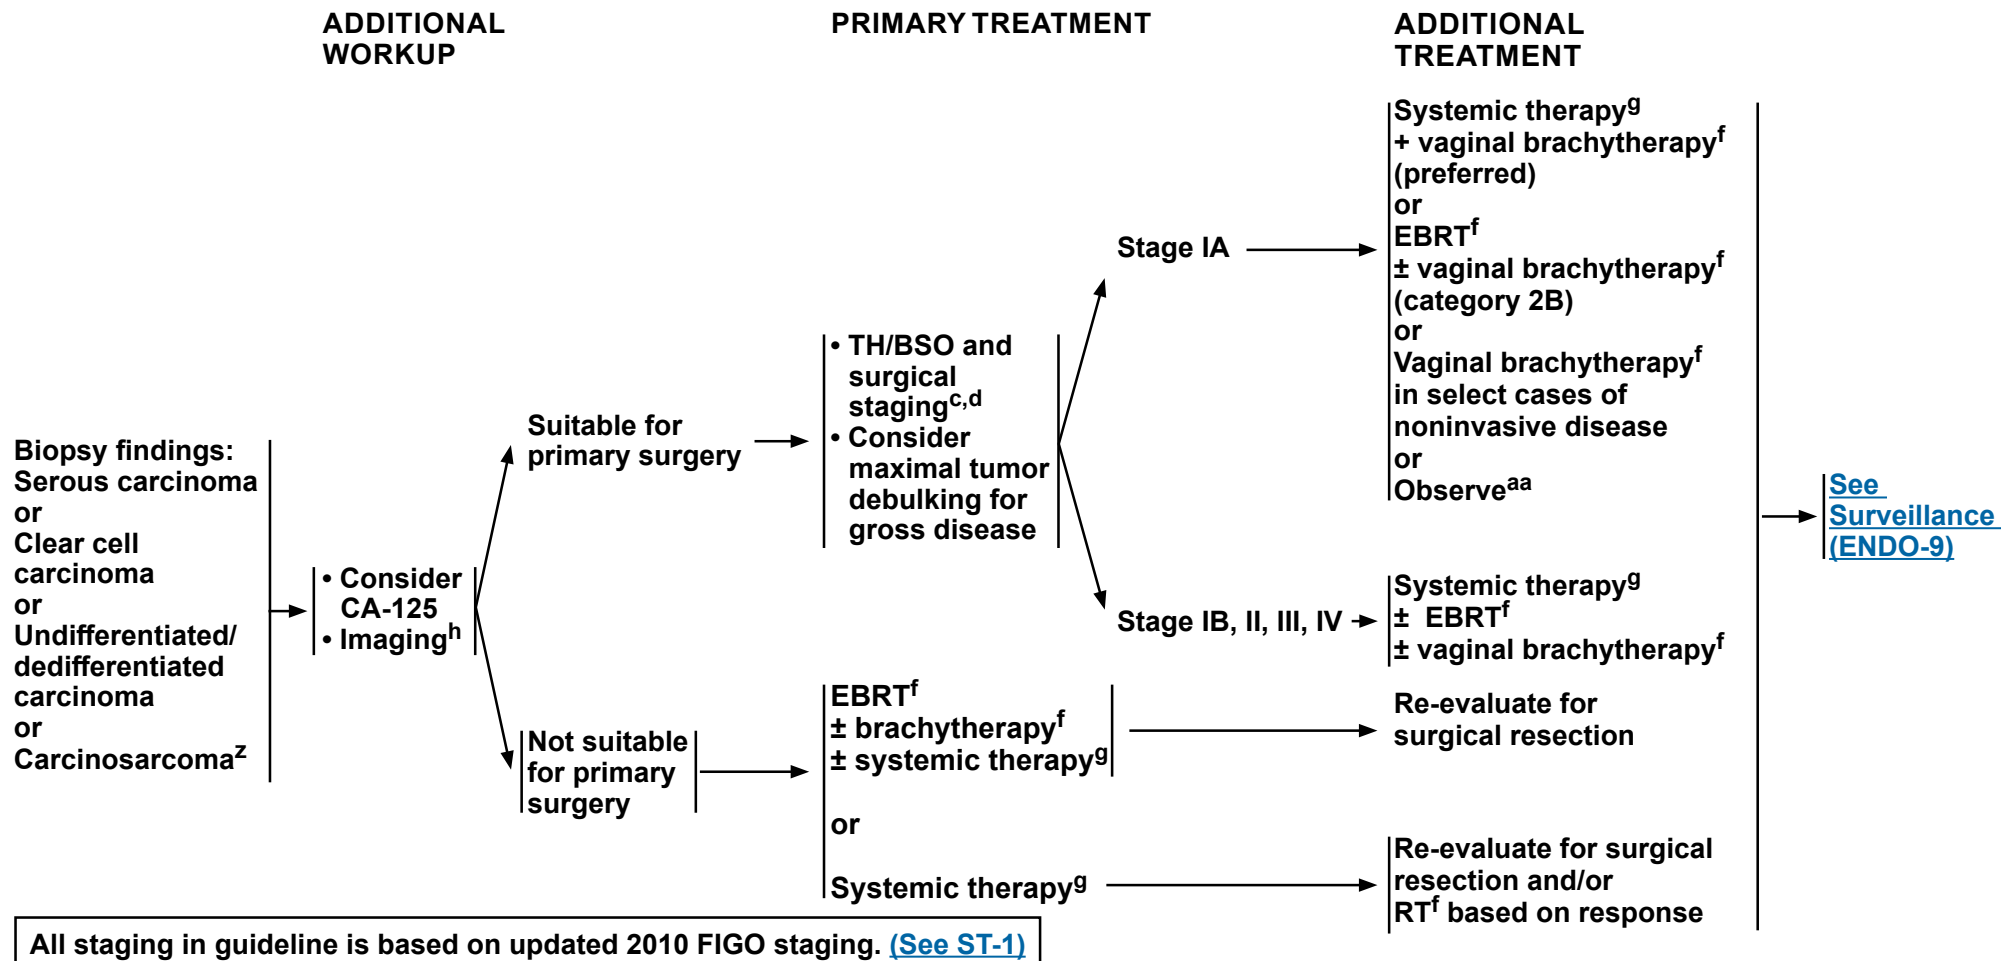 ADDITIONAL
WORKUP
PRIMARY TREATMENT
ADDITIONAL
TREATMENT
Biopsy findings:
Serous carcinoma
or
Clear cell
carcinoma
or
Undifferentiated/
dedifferentiated
carcinoma
or
Carcinosarcomaz
• Consider
CA-125
• Imagingh
Suitable for
primary surgery
• TH/BSO and
surgical
stagingc,d
• Consider
maximal tumor
debulking for
gross disease
Stage IA
Systemic therapyg
+ vaginal brachytherapyf
(preferred)
or
EBRTf
± vaginal brachytherapyf
(category 2B)
or
Vaginal brachytherapyf
in select cases of
noninvasive disease
or
Observeaa
Stage IB, II, III, IV
Systemic therapyg
± EBRTf
± vaginal brachytherapyf
Not suitable
for primary
surgery
EBRTf
± brachytherapyf
± systemic therapyg
or
Systemic therapyg
Re-evaluate for
surgical resection
Re-evaluate for surgical
resection and/or
RTf based on response
See
Surveillance
(ENDO-9)
All staging in guideline is based on updated 2010 FIGO staging. (See ST-1)